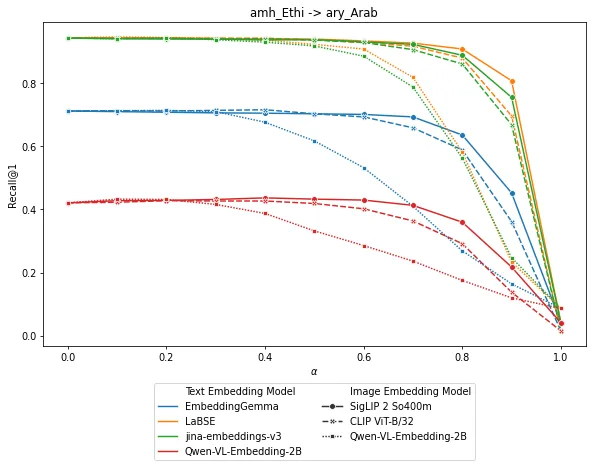 amh_Ethi -> ary_Arab
Recall@1
0.8
0.6
0.4
0.2
0.0
0.0 0.2 0.4 0.6 0.8 1.0
α
Text Embedding Model
EmbeddingGemma
LaBSE
jina-embeddings-v3
Qwen-VL-Embedding-2B
Image Embedding Model
SigLIP 2 So400m
CLIP ViT-B/32
Qwen-VL-Embedding-2B